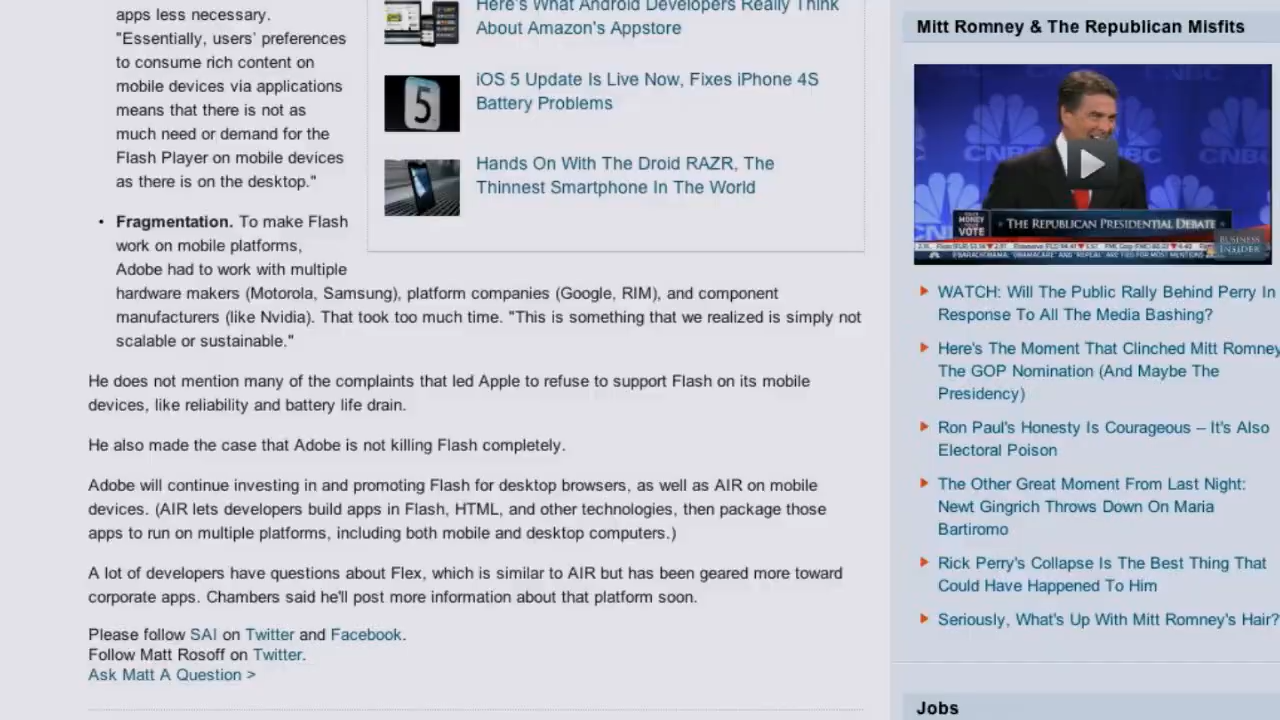 apps less necessary.
"Essentially, users' preferences
to consume rich content on
mobile devices via applications
means that there is not as
much need or demand for the
Flash Player on mobile devices
as there is on the desktop."
• Fragmentation. To make Flash
work on mobile platforms,
Adobe had to work with multiple
hardware makers (Motorola, Samsung), platform companies (Google, RIM), and component
manufacturers (like Nvidia). That took too much time. "This is something that we realized is simply not
scalable or sustainable."
Here's What Android Developers Really Think
About Amazon's Appstore
5
iOS 5 Update Is Live Now, Fixes iPhone 4S
Battery Problems
Hands On With The Droid RAZR, The
Thinnest Smartphone In The World
He does not mention many of the complaints that led Apple to refuse to support Flash on its mobile
devices, like reliability and battery life drain.
He also made the case that Adobe is not killing Flash completely.
Adobe will continue investing in and promoting Flash for desktop browsers, as well as AIR on mobile
devices. (AIR lets developers build apps in Flash, HTML, and other technologies, then package those
apps to run on multiple platforms, including both mobile and desktop computers.)
A lot of developers have questions about Flex, which is similar to AIR but has been geared more toward
corporate apps. Chambers said he'll post more information about that platform soon.
Please follow SAI on Twitter and Facebook.
Follow Matt Rosoff on Twitter.
Ask Matt A Question >
Mitt Romney & The Republican Misfits
CNBC
YOUR
MONEY
YOUR
VOTE
THE REPUBLICAN PRESIDENTIAL DEBATE
BUSINESS
INSIDER
WATCH: Will The Public Rally Behind Perry In
Response To All The Media Bashing?
Here's The Moment That Clinched Mitt Romney
The GOP Nomination (And Maybe The
Presidency)
Ron Paul's Honesty Is Courageous – It's Also
Electoral Poison
The Other Great Moment From Last Night:
Newt Gingrich Throws Down On Maria
Bartiromo
Rick Perry's Collapse Is The Best Thing That
Could Have Happened To Him
Seriously, What's Up With Mitt Romney's Hair?
Jobs